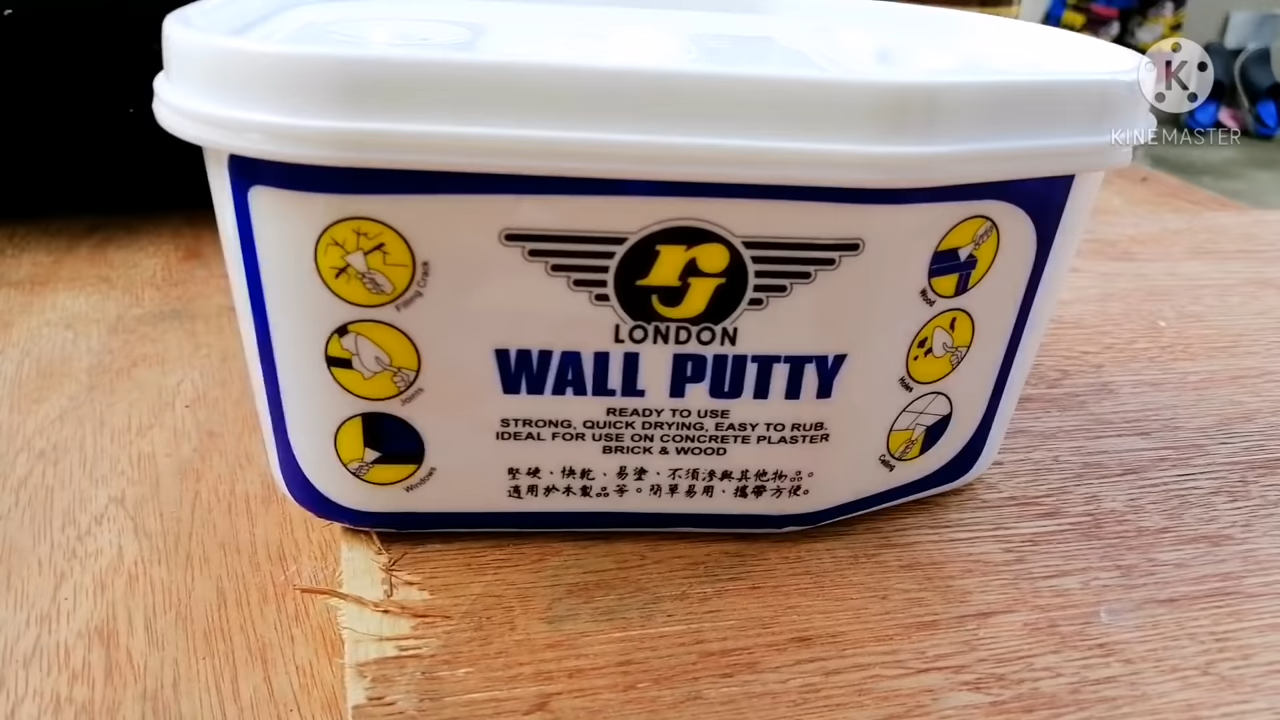 KINEMASTER
Filling Crack
Joints
Windows
rj
LONDON
WALL PUTTY
READY TO USE
STRONG, QUICK DRYING, EASY TO RUB.
IDEAL FOR USE ON CONCRETE PLASTER
BRICK & WOOD
堅硬、快乾、易塗、不須滲與其他物品。
適用於木製品等。簡單易用，攜帶方便。
Wood
Holes
Ceiling